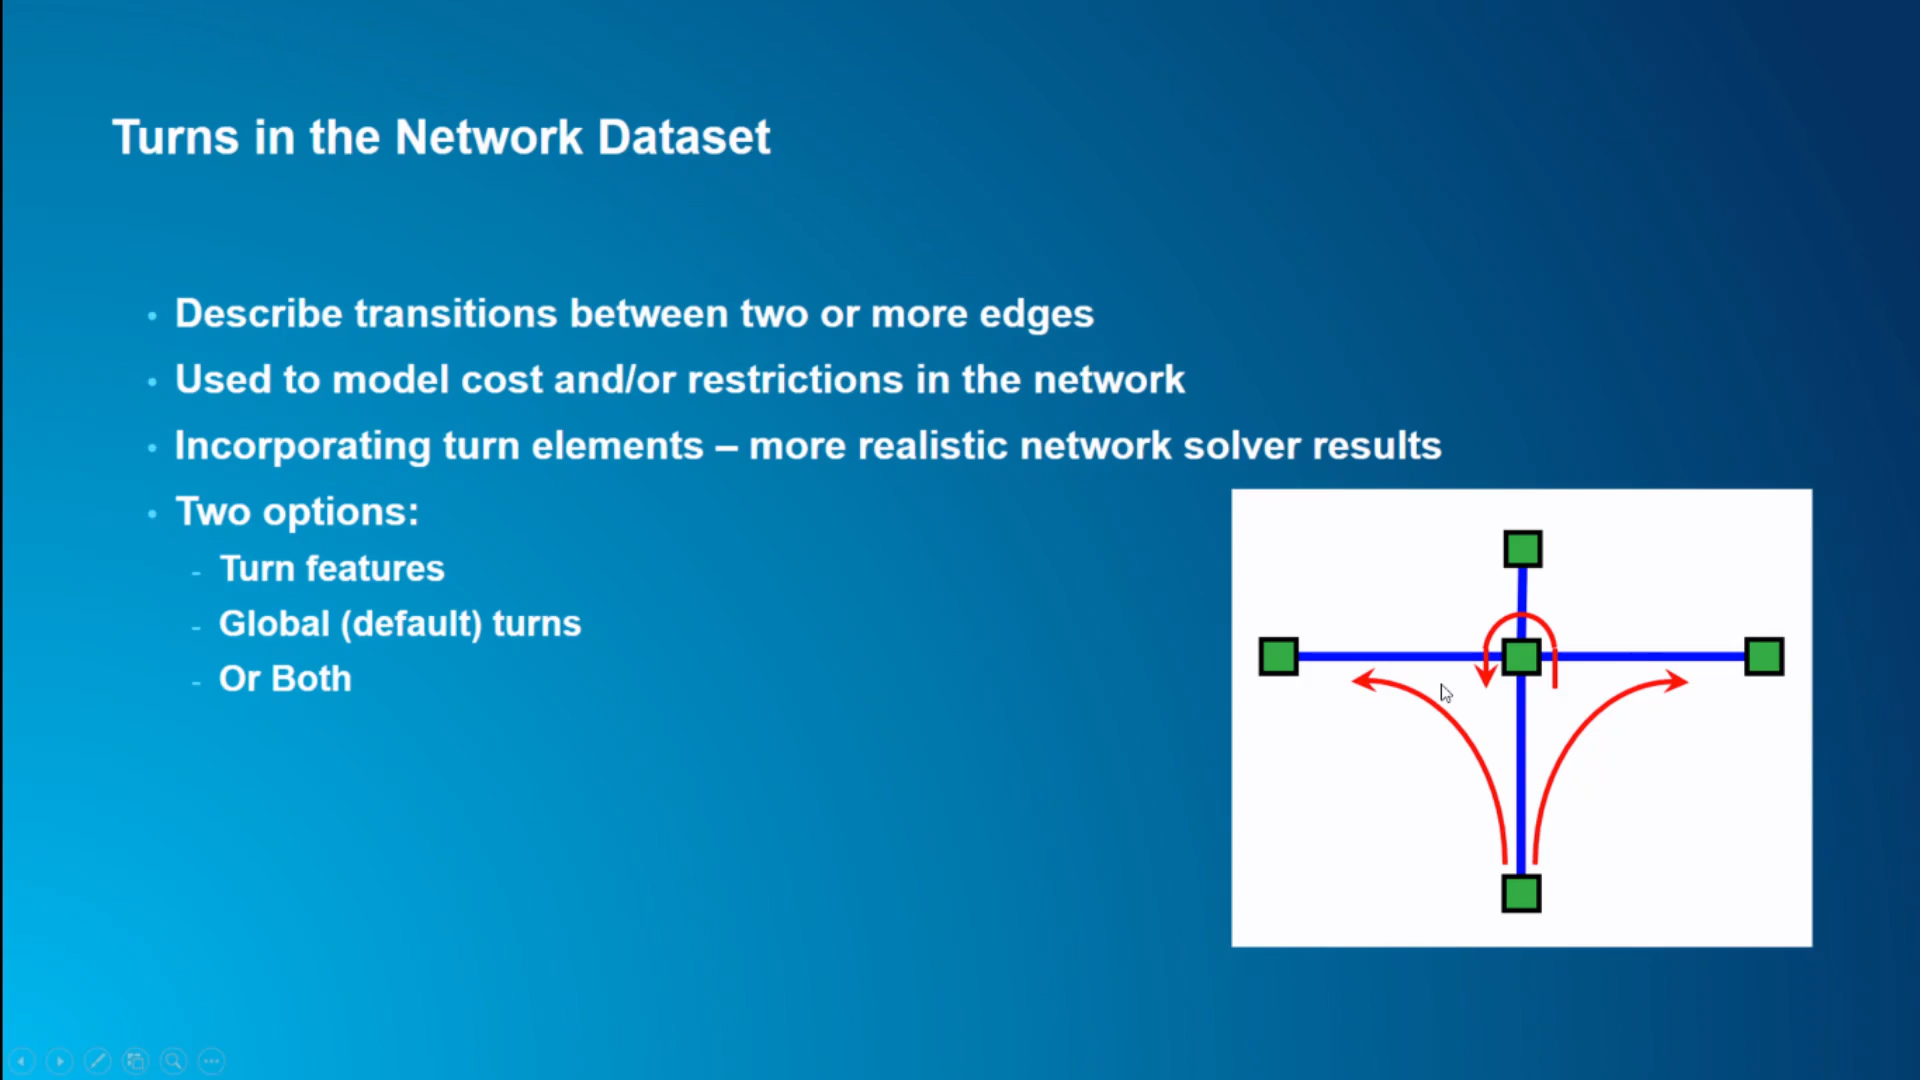 Turns in the Network Dataset
• Describe transitions between two or more edges
• Used to model cost and/or restrictions in the network
• Incorporating turn elements – more realistic network solver results
• Two options:
- Turn features
- Global (default) turns
- Or Both